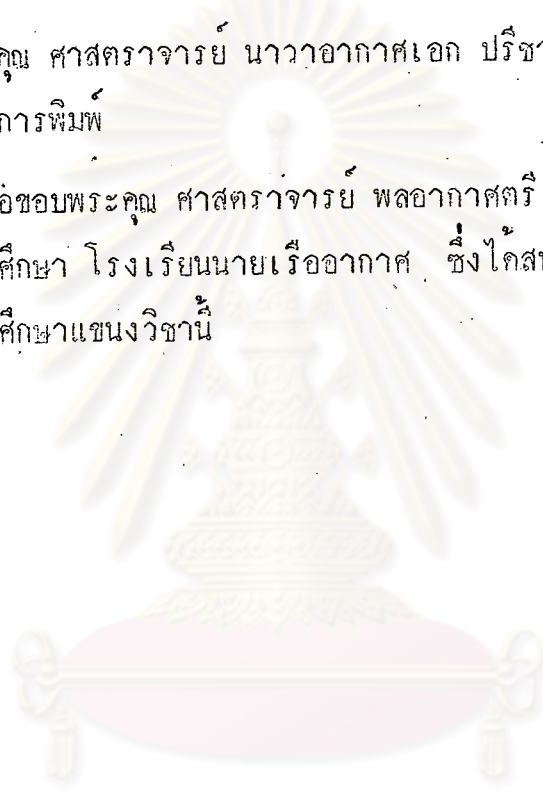 คุณ ศาสตราจารย์ นาวาอากาศเอก ปรีชา
การพิมพ์
อขอบพระคุณ ศาสตราจารย์ พลอากาศตรี
ศึกษา โรงเรียนนายเรืออากาศ ซึ่งได้ส
ศึกษาแขนงวิชานี้